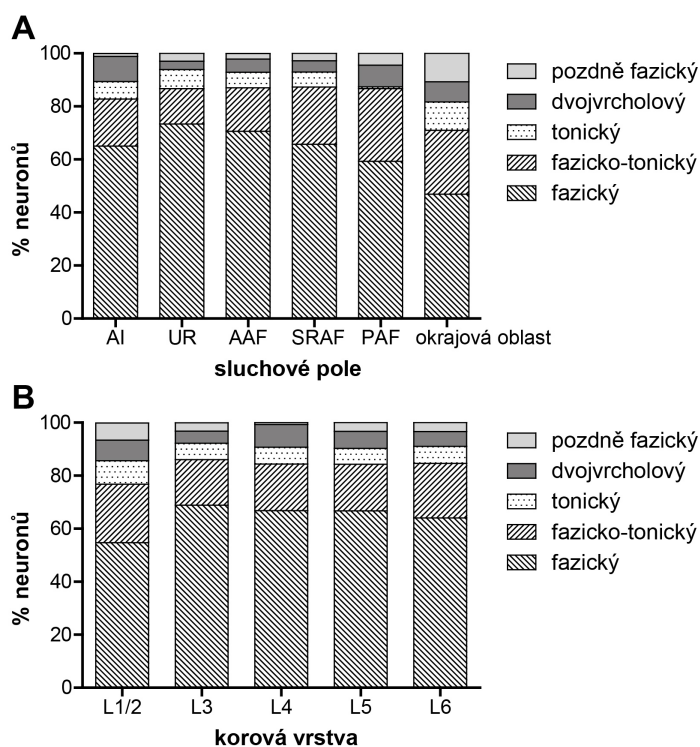 A
% neuronů
100
80
60
40
20
0
AI UR AAF SRAF PAF okrajová oblast
sluchové pole
pozdně fazický
dvojvrcholový
tonický
fazicko-tonický
fazický
B
% neuronů
100
80
60
40
20
0
L1/2 L3 L4 L5 L6
korová vrstva
pozdně fazický
dvojvrcholový
tonický
fazicko-tonický
fazický